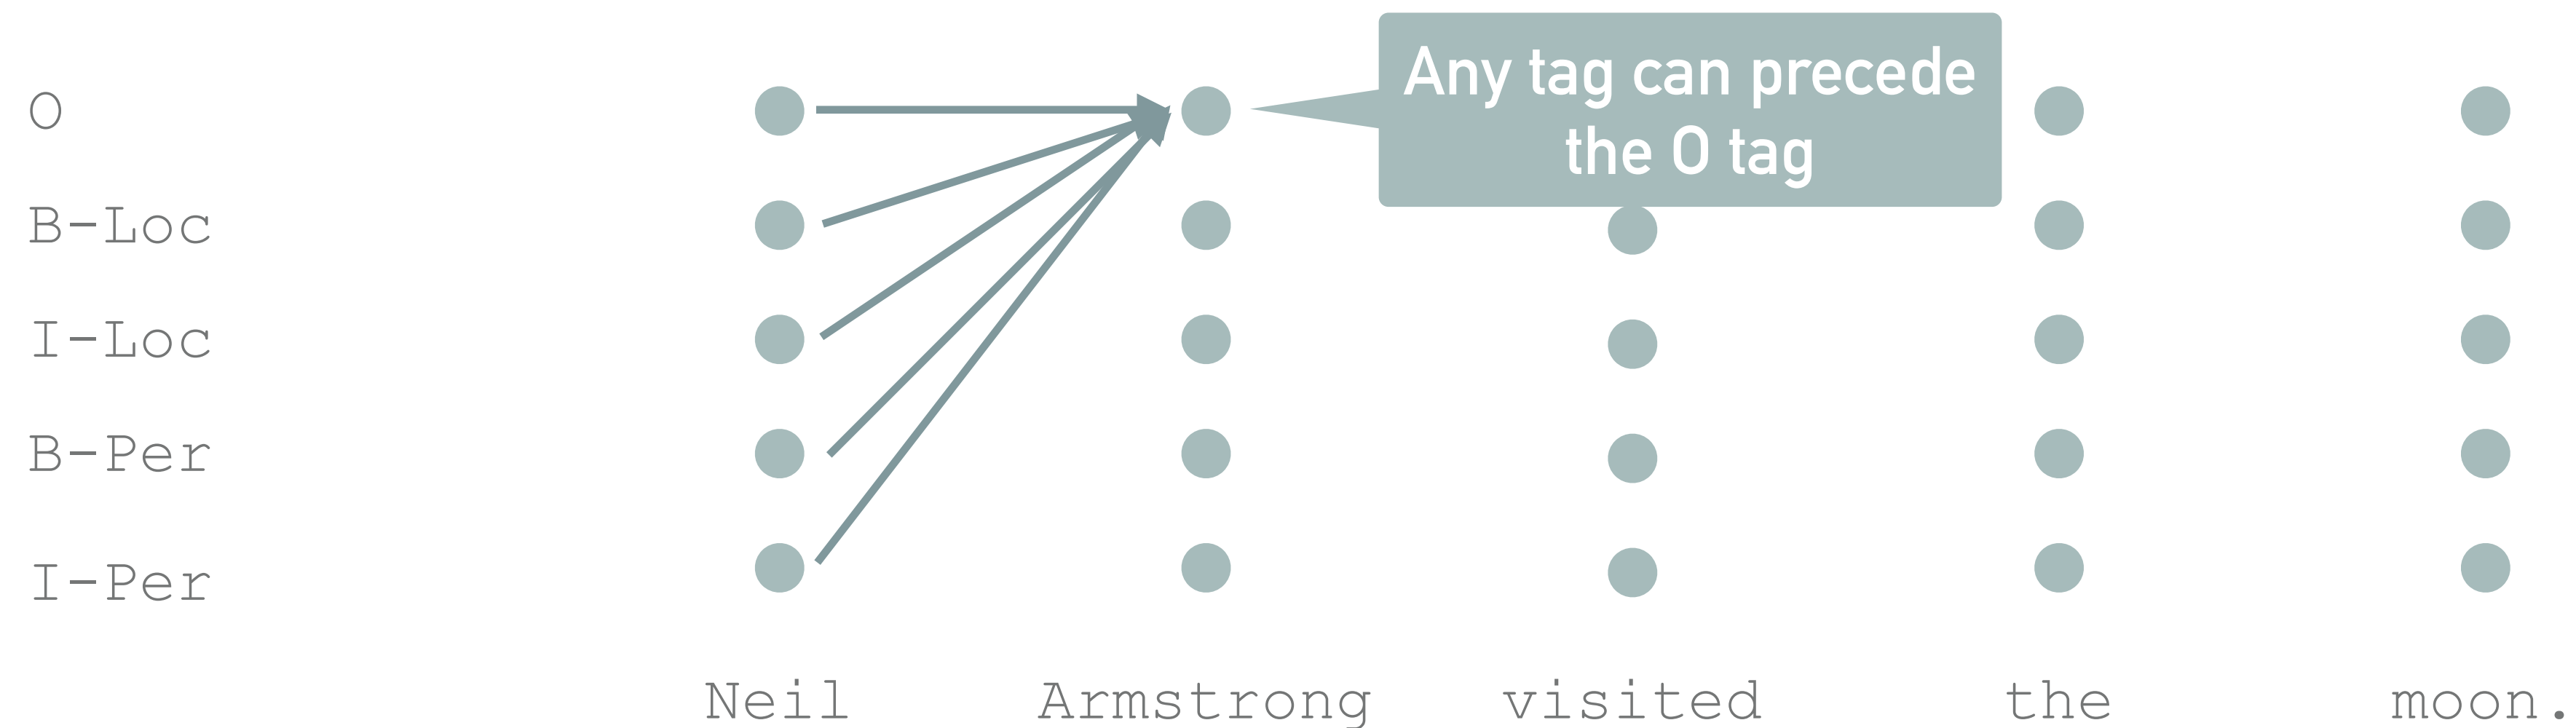 Any tag can precede
the O tag
O
B-Loc
I-Loc
B-Per
I-Per
Neil Armstrong visited the moon.